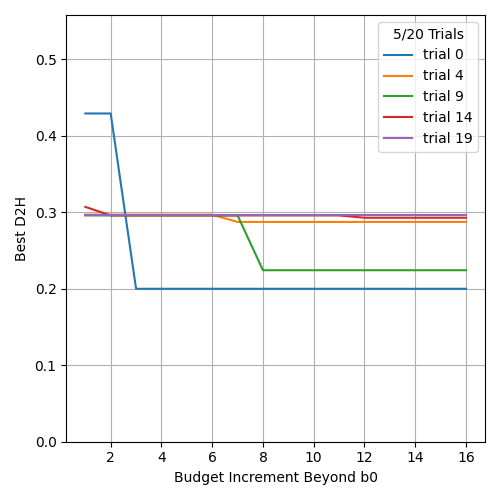 5/20 Trials
trial 0
trial 4
trial 9
trial 14
trial 19
Best D2H
0.5
0.4
0.3
0.2
0.1
0.0
2 4 6 8 10 12 14 16
Budget Increment Beyond b0